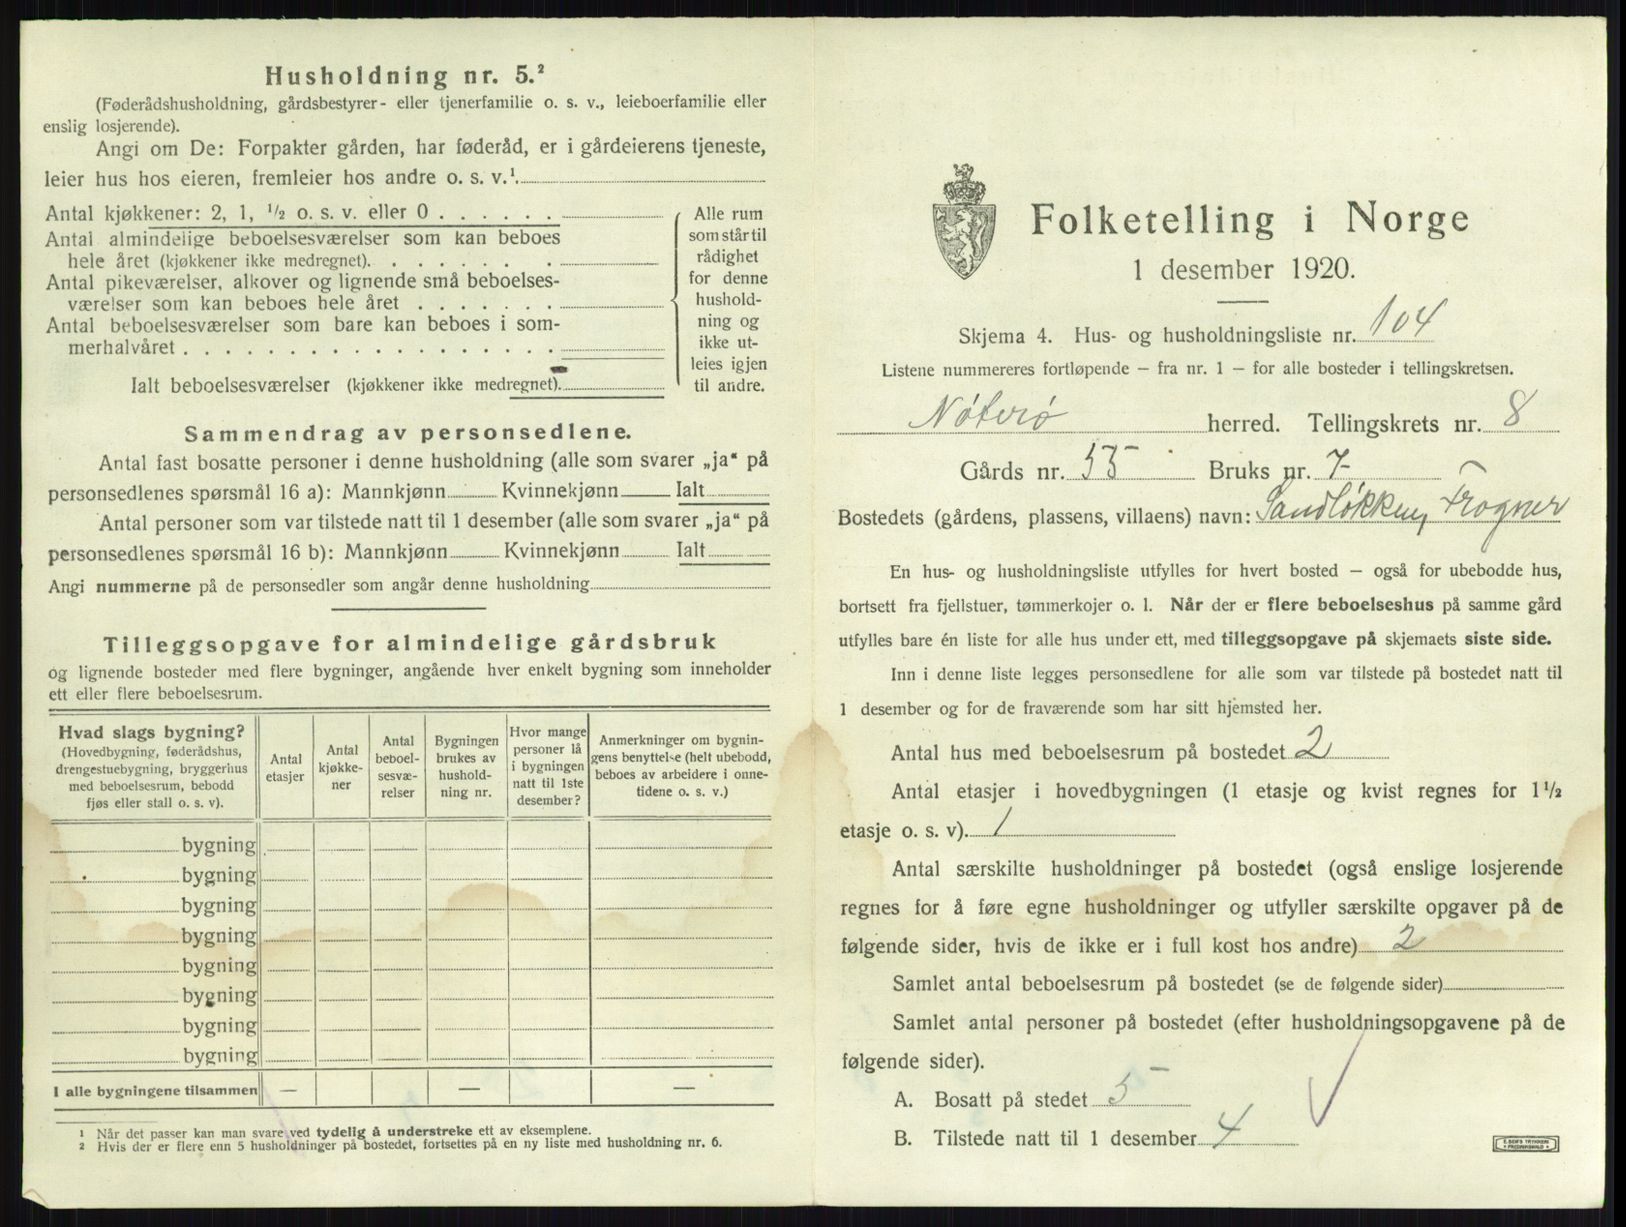 Husholdning nr. 5.²
(Føderådshusholdning, gårdsbestyrer- eller tjenerfamilie o. s. v., leieboerfamilie eller
enslig losjerende).
Angi om De: Forpakter gården, har føderåd, er i gårdeierens tjeneste,
leier hus hos eieren, fremleier hos andre o. s. v.¹.
Antal kjøkkener: 2, 1, ½ o. s. v. eller 0 . . . . . .
Antal almindelige beboelsesværelser som kan beboes
hele året (kjøkkener ikke medregnet). . . . . . . .
Antal pikeværelser, alkover og lignende små beboelses-
værelser som kan beboes hele året . . . . . . .
Antal beboelsesværelser som bare kan beboes i som-
merhalvåret . . . . . . . . . . . . . . . . . .
Ialt beboelsesværelser (kjøkkener ikke medregnet).
Alle rum
som står til
rådighet
for denne
hushold-
ning og
ikke ut-
leies igjen
til andre.
Sammendrag av personsedlene.
Antal fast bosatte personer i denne husholdning (alle som svarer „ja“ på
personsedlenes spørsmål 16 a): Mannkjønn Kvinnekjønn Ialt
Antal personer som var tilstede natt til 1 desember (alle som svarer „ja“ på
personsedlenes spørsmål 16 b): Mannkjønn Kvinnekjønn Ialt
Angi nummerne på de personsedler som angår denne husholdning
Tilleggsopgave for almindelige gårdsbruk
og lignende bosteder med flere bygninger, angående hver enkelt bygning som inneholder
ett eller flere beboelsesrum.
Hvad slags bygning?
(Hovedbygning, føderådshus,
drengestuebygning, bryggerhus
med beboelsesrum, bebodd
fjøs eller stall o. s. v).
Antal
etasjer
Antal
kjøkke-
ner
Antal
beboel-
sesvæ-
relser
Bygningen
brukes av
hushold-
ning nr.
Hvor mange
personer lå
i bygningen
natt til 1ste
desember?
Anmerkninger om bygnin-
gens benyttelse (helt ubebodd,
beboes av arbeidere i onne-
tidene o. s. v.)
bygning
bygning
bygning
bygning
bygning
bygning
bygning
bygning
I alle bygningene tilsammen — — —
¹ Når det passer kan man svare ved tydelig å understreke ett av eksemplene.
² Hvis der er flere enn 5 husholdninger på bostedet, fortsettes på en ny liste med husholdning nr. 6.
Folketelling i Norge
1 desember 1920.
Skjema 4. Hus- og husholdningsliste nr. 104
Listene nummereres fortløpende — fra nr. 1 — for alle bosteder i tellingskretsen.
Nøterø herred. Tellingskrets nr. 8
Gårds nr. 55 Bruks nr. 7
Bostedets (gårdens, plassens, villaens) navn: Sandløkken, Frogner
En hus- og husholdningsliste utfylles for hvert bosted — også for ubebodde hus,
bortsett fra fjellstuer, tømmerkojer o. l. Når der er flere beboelseshus på samme gård
utfylles bare én liste for alle hus under ett, med tilleggsopgave på skjemaets siste side.
Inn i denne liste legges personsedlene for alle som var tilstede på bostedet natt til
1 desember og for de fraværende som har sitt hjemsted her.
Antal hus med beboelsesrum på bostedet 2
Antal etasjer i hovedbygningen (1 etasje og kvist regnes for 1½
etasje o. s. v). 1
Antal særskilte husholdninger på bostedet (også enslige losjerende
regnes for å føre egne husholdninger og utfyller særskilte opgaver på de
følgende sider, hvis de ikke er i full kost hos andre) 2
Samlet antal beboelsesrum på bostedet (se de følgende sider)
Samlet antal personer på bostedet (efter husholdningsopgavene på de
følgende sider).
A. Bosatt på stedet 5
B. Tilstede natt til 1 desember 4